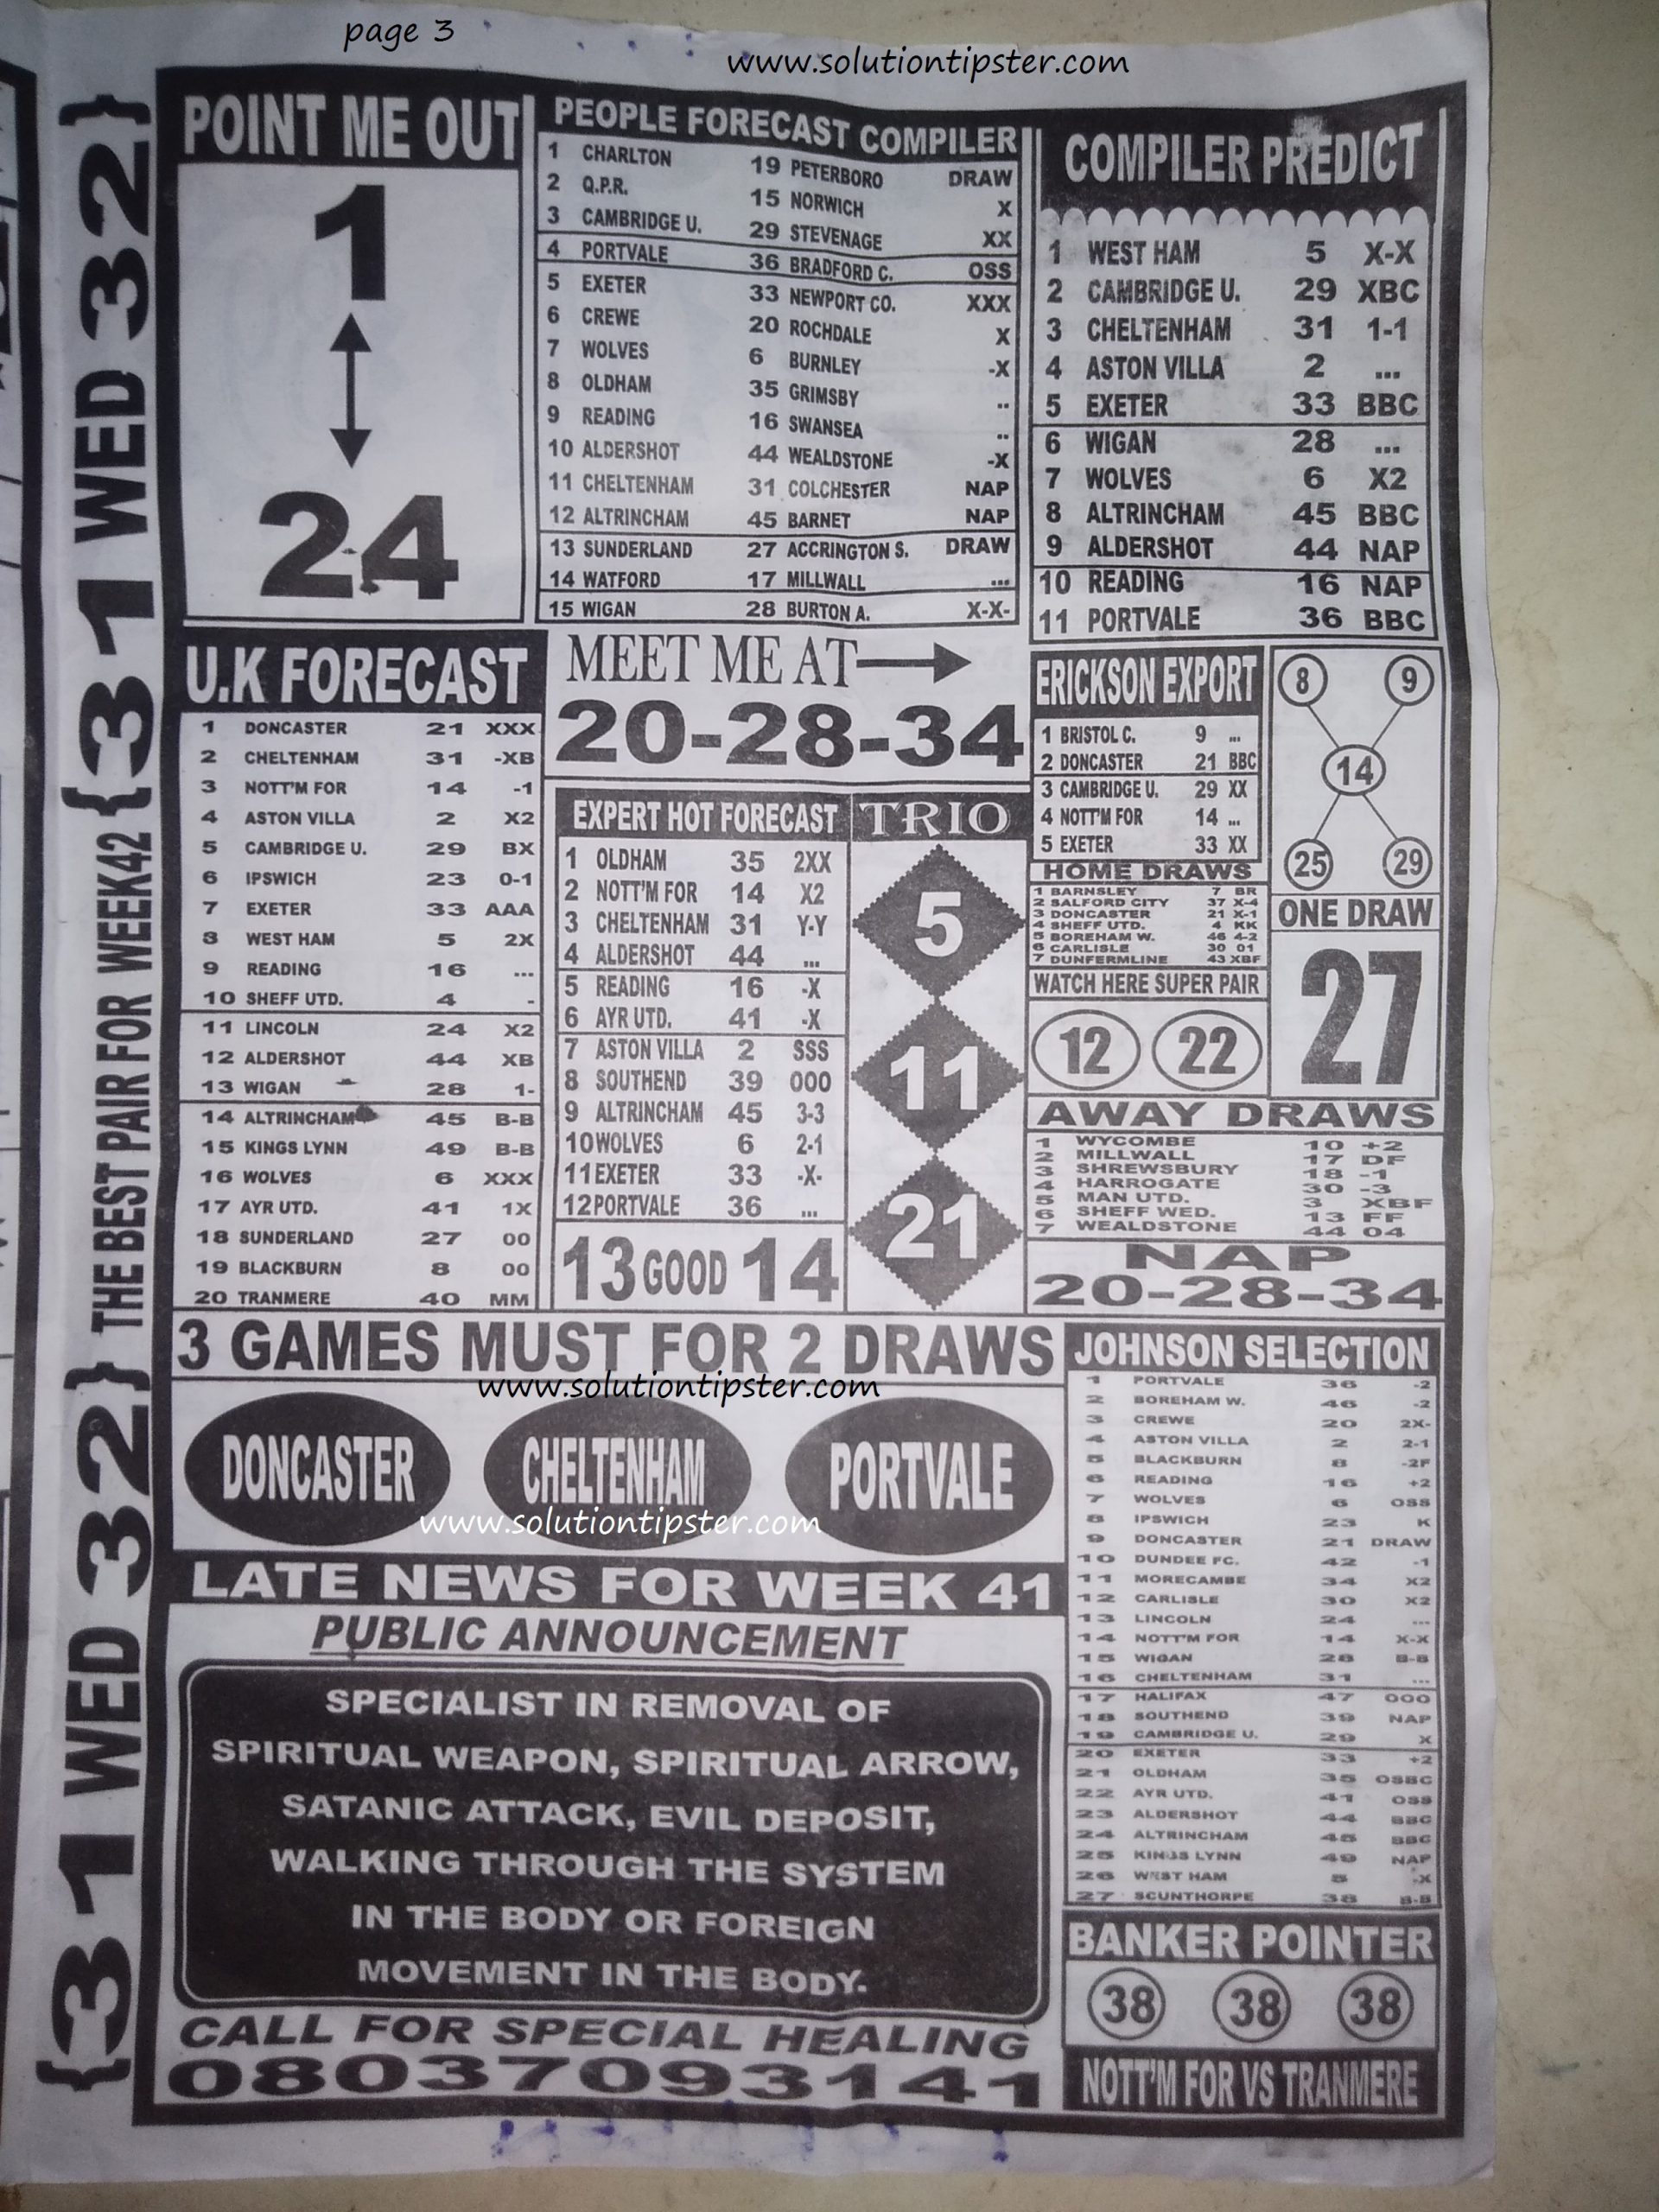 page 3
www.solutiontipster.com
{31 WED 32} THE BEST PAIR FOR WEEK42 {31 WED 32}
POINT ME OUT
1
24
PEOPLE FORECAST COMPILER
1 CHARLTON 19 PETERBORO DRAW
2 Q.P.R. 15 NORWICH X
3 CAMBRIDGE U. 29 STEVENAGE XX
4 PORTVALE 36 BRADFORD C. OSS
5 EXETER 33 NEWPORT CO. XXX
6 CREWE 20 ROCHDALE X
7 WOLVES 6 BURNLEY -X
8 OLDHAM 35 GRIMSBY ..
9 READING 16 SWANSEA ..
10 ALDERSHOT 44 WEALDSTONE -X
11 CHELTENHAM 31 COLCHESTER NAP
12 ALTRINCHAM 45 BARNET NAP
13 SUNDERLAND 27 ACCRINGTON S. DRAW
14 WATFORD 17 MILLWALL ...
15 WIGAN 28 BURTON A. X-X-
COMPILER PREDICT
1 WEST HAM 5 X-X
2 CAMBRIDGE U. 29 XBC
3 CHELTENHAM 31 1-1
4 ASTON VILLA 2 ...
5 EXETER 33 BBC
6 WIGAN 28 ...
7 WOLVES 6 X2
8 ALTRINCHAM 45 BBC
9 ALDERSHOT 44 NAP
10 READING 16 NAP
11 PORTVALE 36 BBC
U.K FORECAST
1 DONCASTER 21 XXX
2 CHELTENHAM 31 -XB
3 NOTT'M FOR 14 -1
4 ASTON VILLA 2 X2
5 CAMBRIDGE U. 29 BX
6 IPSWICH 23 0-1
7 EXETER 33 AAA
8 WEST HAM 5 2X
9 READING 16 ...
10 SHEFF UTD. 4 -
11 LINCOLN 24 X2
12 ALDERSHOT 44 XB
13 WIGAN 28 1-
14 ALTRINCHAM 45 B-B
15 KINGS LYNN 49 B-B
16 WOLVES 6 XXX
17 AYR UTD. 41 1X
18 SUNDERLAND 27 00
19 BLACKBURN 8 00
20 TRANMERE 40 MM
MEET ME AT
20-28-34
EXPERT HOT FORECAST
1 OLDHAM 35 2XX
2 NOTT'M FOR 14 X2
3 CHELTENHAM 31 Y-Y
4 ALDERSHOT 44 ...
5 READING 16 -X
6 AYR UTD. 41 -X
7 ASTON VILLA 2 SSS
8 SOUTHEND 39 000
9 ALTRINCHAM 45 3-3
10 WOLVES 6 2-1
11 EXETER 33 -X-
12 PORTVALE 36 ...
13 GOOD 14
TRIO
5
11
21
ERICKSON EXPORT
1 BRISTOL C. 9 ...
2 DONCASTER 21 BBC
3 CAMBRIDGE U. 29 XX
4 NOTT'M FOR 14 ...
5 EXETER 33 XX
8 9
14
25 29
HOME DRAWS
1 BARNSLEY 7 BR
2 SALFORD CITY 37 X-4
3 DONCASTER 21 X-1
4 SHEFF UTD. 4 KK
5 BOREHAM W. 46 4-2
6 CARLISLE 30 01
7 DUNFERMLINE 43 XBF
ONE DRAW
27
WATCH HERE SUPER PAIR
12 22
AWAY DRAWS
1 WYCOMBE 10 +2
2 MILLWALL 17 DF
3 SHREWSBURY 18 -1
4 HARROGATE 30 -3
5 MAN UTD. 3 XBF
6 SHEFF WED. 13 FF
7 WEALDSTONE 44 04
NAP
20-28-34
3 GAMES MUST FOR 2 DRAWS
www.solutiontipster.com
DONCASTER CHELTENHAM PORTVALE
www.solutiontipster.com
JOHNSON SELECTION
1 PORTVALE 36 -2
2 BOREHAM W. 46 -2
3 CREWE 20 2X-
4 ASTON VILLA 2 2-1
5 BLACKBURN 8 -2F
6 READING 16 +2
7 WOLVES 6 OSS
8 IPSWICH 23 K
9 DONCASTER 21 DRAW
10 DUNDEE FC. 42 -1
11 MORECAMBE 34 X2
12 CARLISLE 30 X2
13 LINCOLN 24 ...
14 NOTT'M FOR 14 X-X
15 WIGAN 28 B-B
16 CHELTENHAM 31 ...
17 HALIFAX 47 000
18 SOUTHEND 39 NAP
19 CAMBRIDGE U. 29 X
20 EXETER 33 +2
21 OLDHAM 35 OSBC
22 AYR UTD. 41 OSS
23 ALDERSHOT 44 BBC
24 ALTRINCHAM 45 BBC
25 KINGS LYNN 49 NAP
26 WEST HAM 5 -X
27 SCUNTHORPE 38 B-B
LATE NEWS FOR WEEK 41
PUBLIC ANNOUNCEMENT
SPECIALIST IN REMOVAL OF
SPIRITUAL WEAPON, SPIRITUAL ARROW,
SATANIC ATTACK, EVIL DEPOSIT,
WALKING THROUGH THE SYSTEM
IN THE BODY OR FOREIGN
MOVEMENT IN THE BODY.
CALL FOR SPECIAL HEALING
08037093141
BANKER POINTER
38 38 38
NOTT'M FOR VS TRANMERE